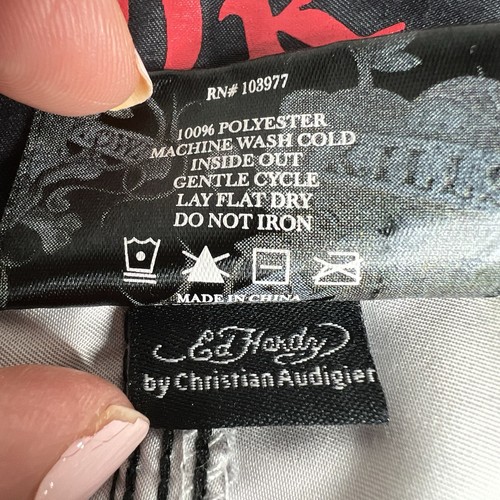 RN# 103977
100% POLYESTER
MACHINE WASH COLD
INSIDE OUT
GENTLE CYCLE
LAY FLAT DRY
DO NOT IRON
MADE IN CHINA
Ed Hardy
by Christian Audigier